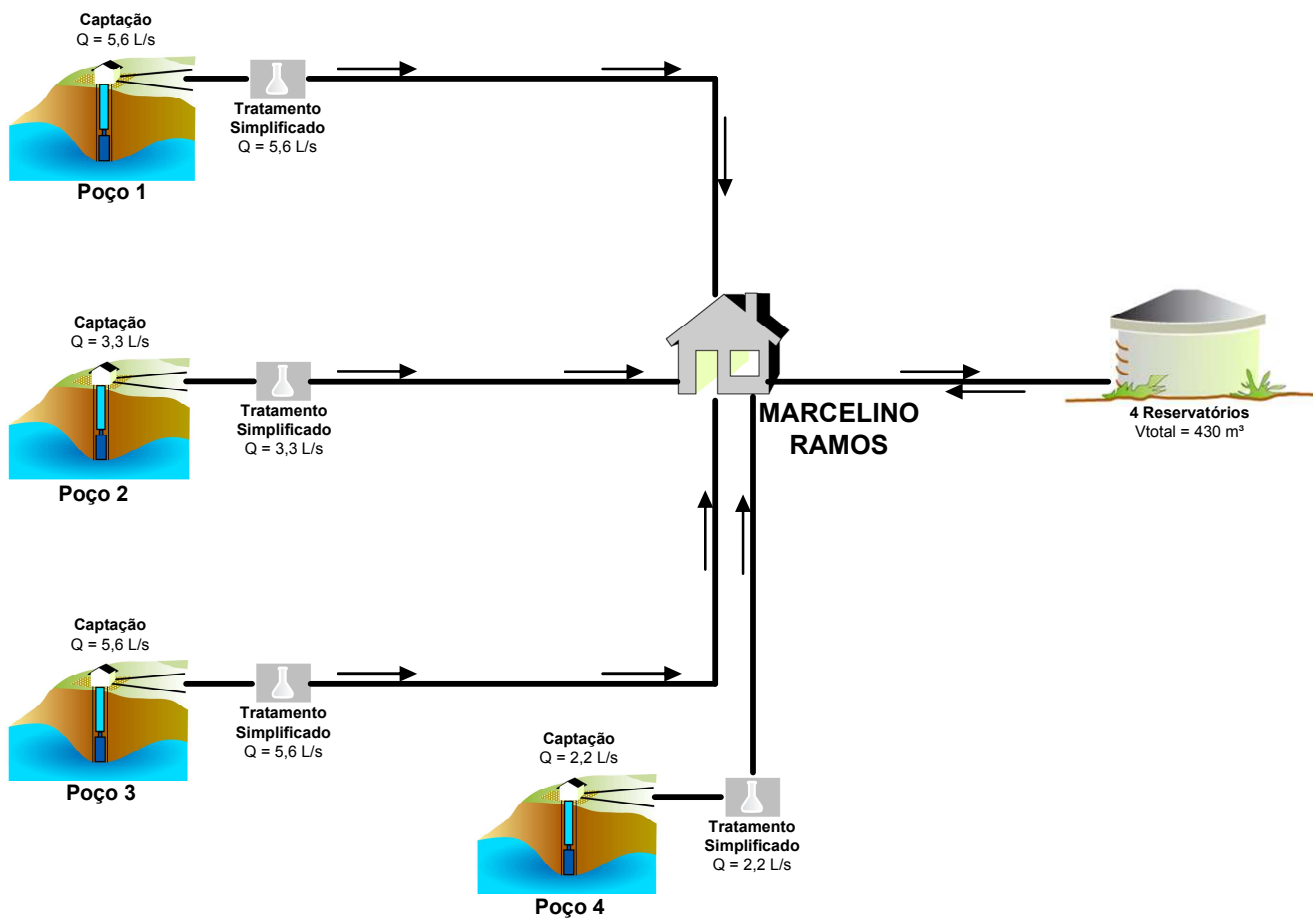 Captação
Q = 5,6 L/s
Tratamento
Simplificado
Q = 5,6 L/s
Poço 1
Captação
Q = 3,3 L/s
Tratamento
Simplificado
Q = 3,3 L/s
Poço 2
MARCELINO
RAMOS
4 Reservatórios
Vtotal = 430 m³
Captação
Q = 5,6 L/s
Tratamento
Simplificado
Q = 5,6 L/s
Poço 3
Captação
Q = 2,2 L/s
Tratamento
Simplificado
Q = 2,2 L/s
Poço 4